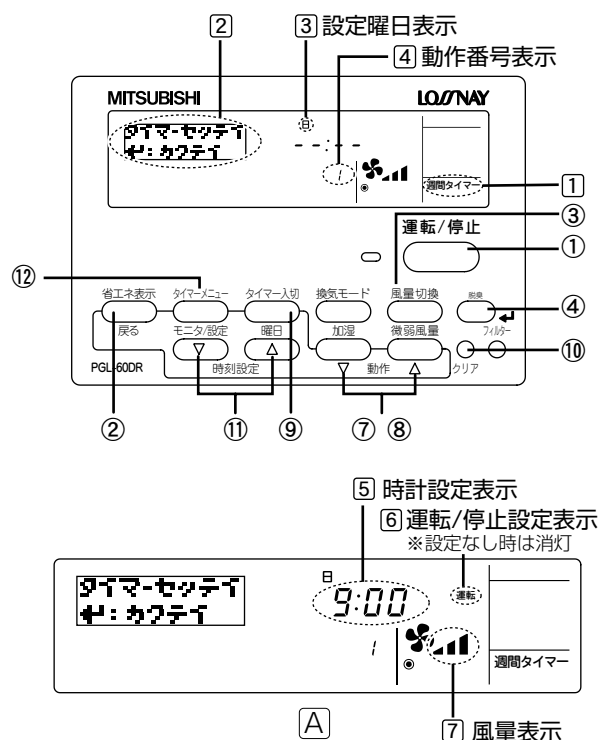 2
3 設定曜日表示
4 動作番号表示
MITSUBISHI
LOSSNAY
日
タイマーセッテイ
--:--
↵:カクテイ
1
週間タイマー
1
運転/停止
③
①
⑫
省エネ表示 タイマーメニュー タイマー入切 換気モード 風量切換 脱臭
④
戻る モニタ/設定 曜日 加湿 微弱風量 フィルター
▽ △ ▽ △
⑩
PGL-60DR 時刻設定 動作 クリア
② ⑪ ⑨ ⑦ ⑧
5 時計設定表示
6 運転/停止設定表示
※設定なし時は消灯
タイマーセッテイ
日
9:00
運転
↵:カクテイ
1
週間タイマー
A
7 風量表示